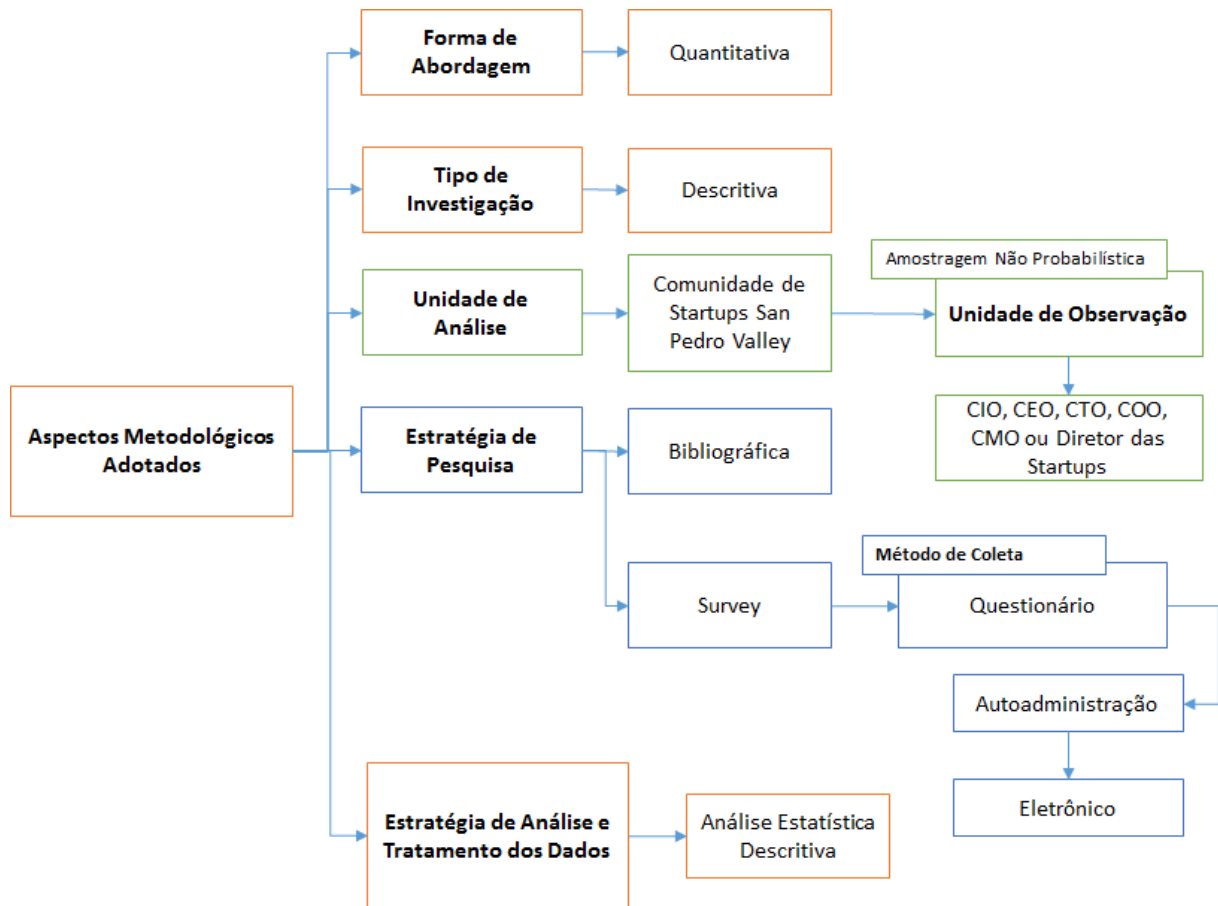 Forma de
Abordagem
Quantitativa
Tipo de
Investigação
Descritiva
Unidade de
Análise
Comunidade de
Startups San
Pedro Valley
Amostragem Não Probabilística
Unidade de Observação
CIO, CEO, CTO, COO,
CMO ou Diretor das
Startups
Aspectos Metodológicos
Adotados
Estratégia de
Pesquisa
Bibliográfica
Survey
Método de Coleta
Questionário
Autoadministração
Eletrônico
Estratégia de Análise e
Tratamento dos Dados
Análise Estatística
Descritiva